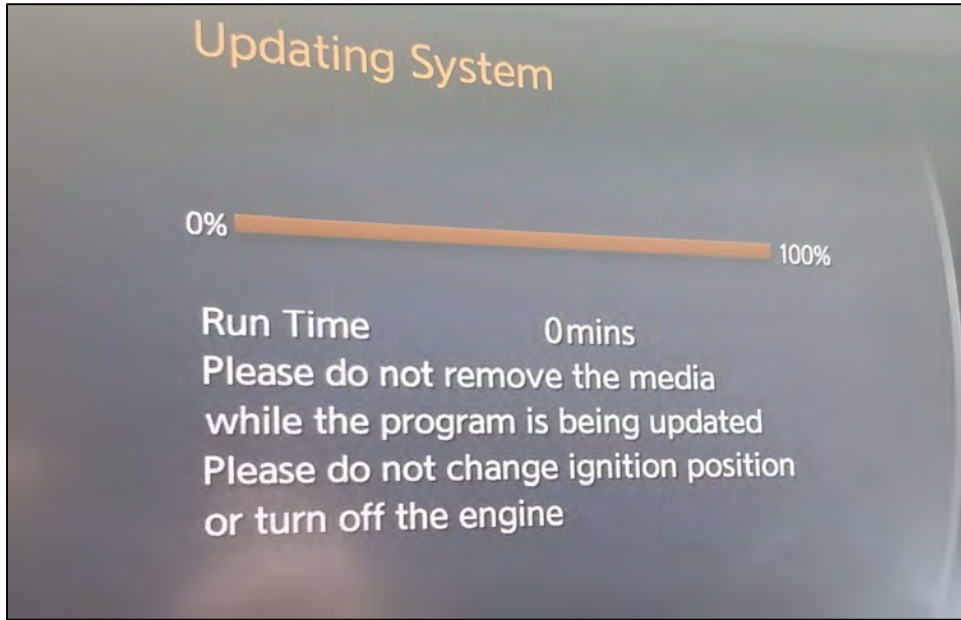 Updating System
0% 100%
Run Time 0mins
Please do not remove the media
while the program is being updated
Please do not change ignition position
or turn off the engine